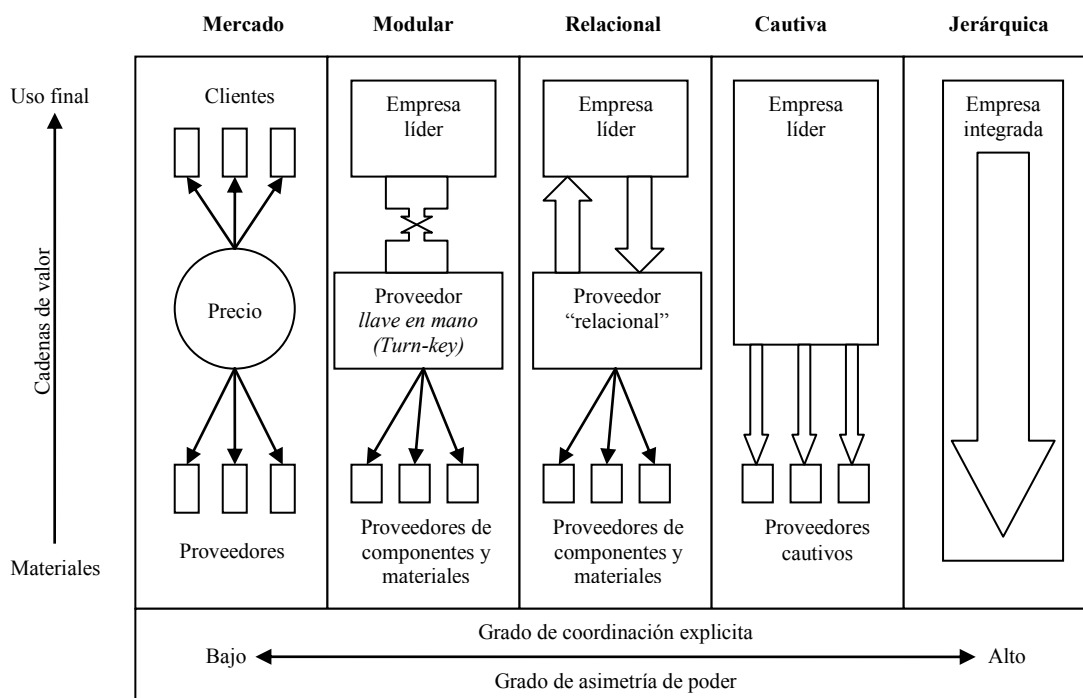 Mercado
Modular
Relacional
Cautiva
Jerárquica
Uso final
Cadenas de valor
Materiales
Clientes
Precio
Proveedores
Empresa
líder
Proveedor
llave en mano
(Turn-key)
Proveedores de
componentes y
materiales
Empresa
líder
Proveedor
“relacional”
Proveedores de
componentes y
materiales
Empresa
líder
Proveedores
cautivos
Empresa
integrada
Grado de coordinación explicita
Bajo
Alto
Grado de asimetría de poder